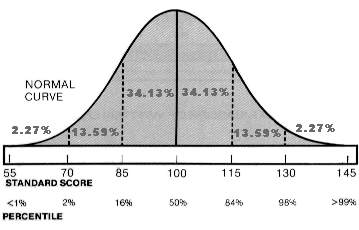 NORMAL
CURVE
34.13% 34.13%
2.27% 13.59% 13.59% 2.27%
55 70 85 100 115 130 145
STANDARD SCORE
<1% 2% 16% 50% 84% 98% >99%
PERCENTILE